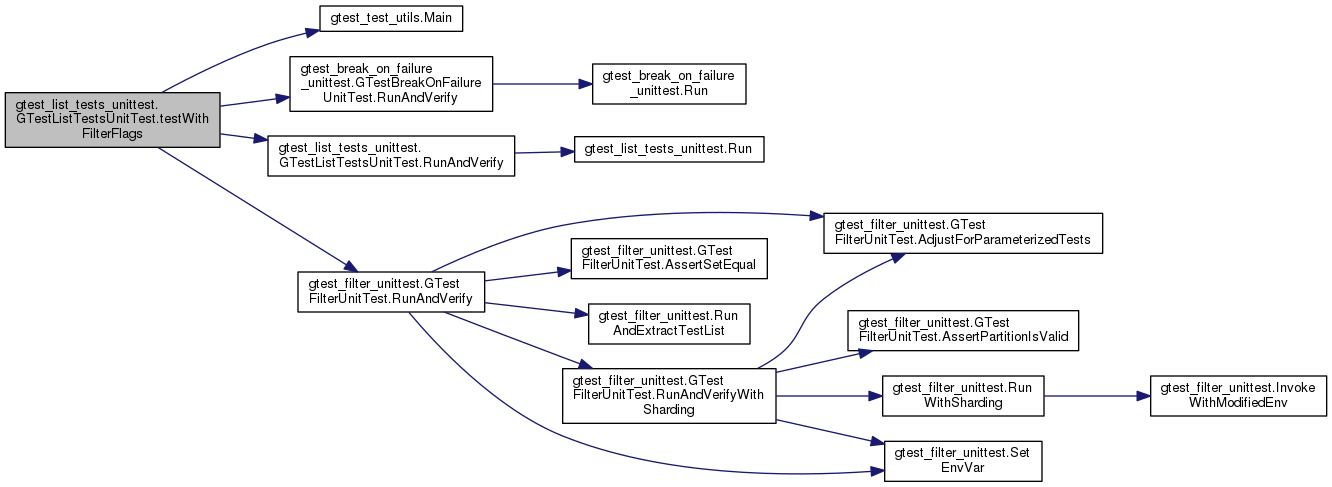 gtest_test_utils.Main
gtest_break_on_failure
_unittest.GTestBreakOnFailure
UnitTest.RunAndVerify
gtest_break_on_failure
_unittest.Run
gtest_list_tests_unittest.
GTestListTestsUnitTest.testWith
FilterFlags
gtest_list_tests_unittest.
GTestListTestsUnitTest.RunAndVerify
gtest_list_tests_unittest.Run
gtest_filter_unittest.GTest
FilterUnitTest.AdjustForParameterizedTests
gtest_filter_unittest.GTest
FilterUnitTest.AssertSetEqual
gtest_filter_unittest.GTest
FilterUnitTest.RunAndVerify
gtest_filter_unittest.Run
AndExtractTestList
gtest_filter_unittest.GTest
FilterUnitTest.AssertPartitionIsValid
gtest_filter_unittest.GTest
FilterUnitTest.RunAndVerifyWith
Sharding
gtest_filter_unittest.Run
WithSharding
gtest_filter_unittest.Invoke
WithModifiedEnv
gtest_filter_unittest.Set
EnvVar